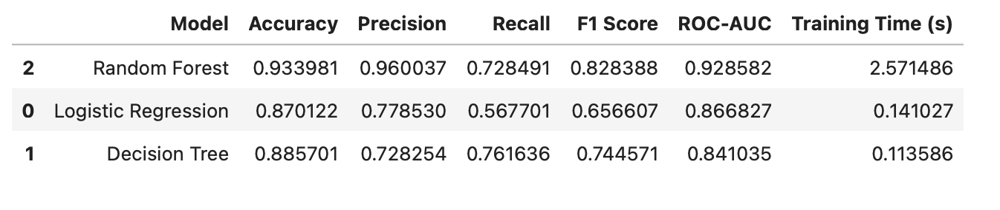 Model Accuracy Precision Recall F1 Score ROC-AUC Training Time (s)
2 Random Forest 0.933981 0.960037 0.728491 0.828388 0.928582 2.571486
0 Logistic Regression 0.870122 0.778530 0.567701 0.656607 0.866827 0.141027
1 Decision Tree 0.885701 0.728254 0.761636 0.744571 0.841035 0.113586